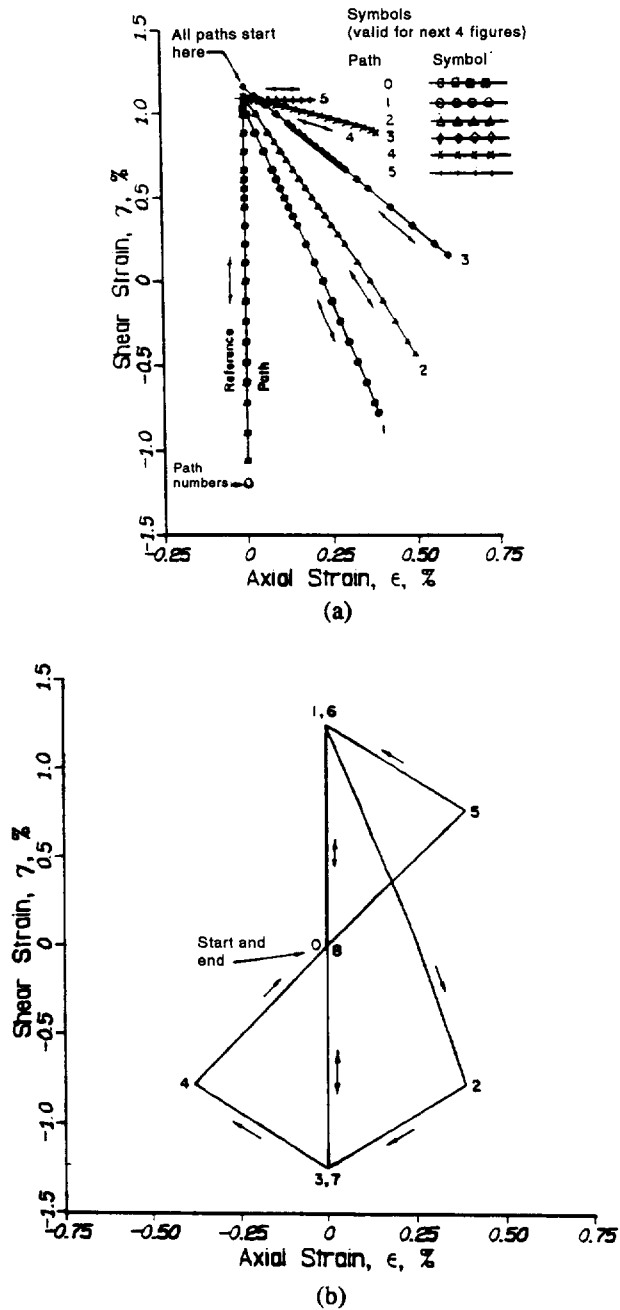 Symbols
(valid for next 4 figures)
Path Symbol
0
1
2
3
4
5
All paths start
here
5
4
3
2
1
Reference
Path
Path
numbers
0
1.5
1.0
0.5
0
-0.5
-1.0
-1.5
Shear Strain, γ, %
-0.25 0 0.25 0.50 0.75
Axial Strain, ϵ, %
(a)
1.5
1.0
0.5
0
-0.5
-1.0
-1.5
Shear Strain, γ, %
1,6
5
Start and
end
0
8
4
2
3,7
-0.75 -0.50 -0.25 0 0.25 0.50 0.75
Axial Strain, ϵ, %
(b)